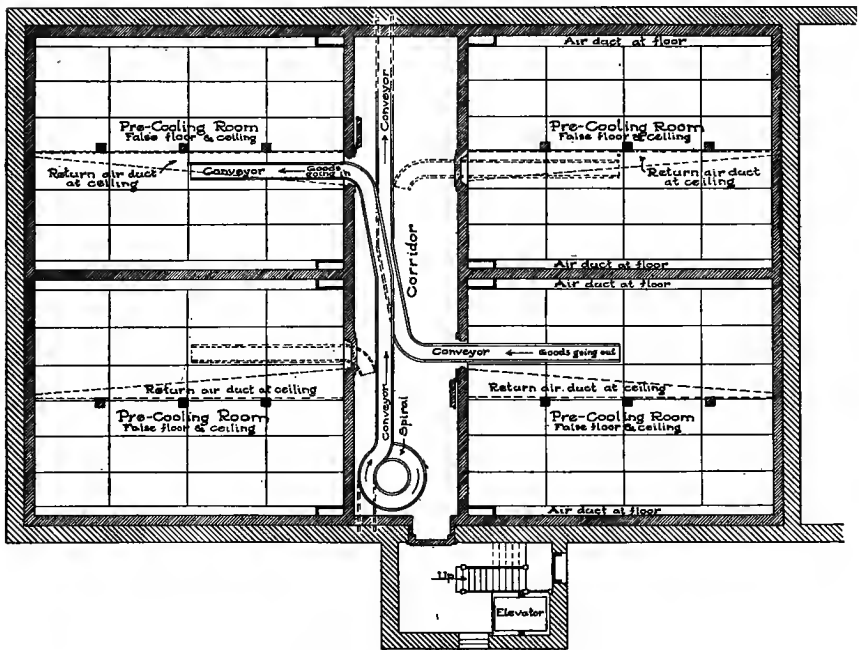 Air duct at floor
Conveyor
Pre-Cooling Room
False floor & ceiling
Pre-Cooling Room
False floor & ceiling
Return air duct
at ceiling
Conveyor
Goods
going in
Return air duct
at ceiling
Corridor
Air duct at floor
Air duct at floor
Conveyor
Goods going out
Return air duct at ceiling
Return air duct at ceiling
Conveyor
Spiral
Pre-Cooling Room
False floor & ceiling
Pre-Cooling Room
False floor & ceiling
Air duct at floor
Up
Elevator